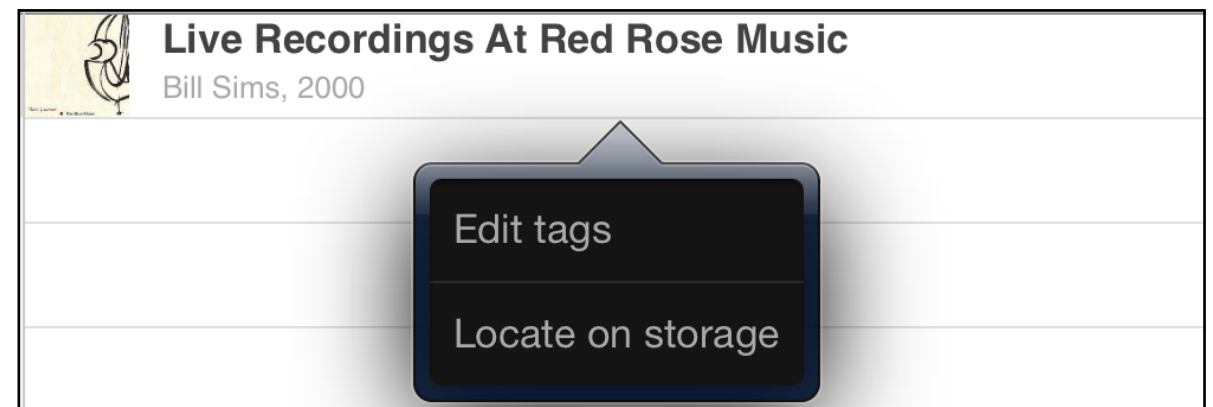 Live Recordings At Red Rose Music
Bill Sims, 2000
Edit tags
Locate on storage